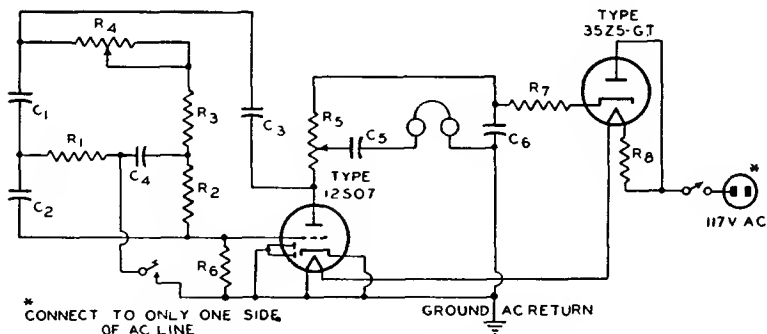 TYPE
35Z5-GT
R4
R7
R5
R3
C1
C3
C5
C6
R1
R8
C4
*
TYPE
12SQ7
R2
C2
117V AC
R6
*
CONNECT TO ONLY ONE SIDE
OF AC LINE
GROUND AC RETURN